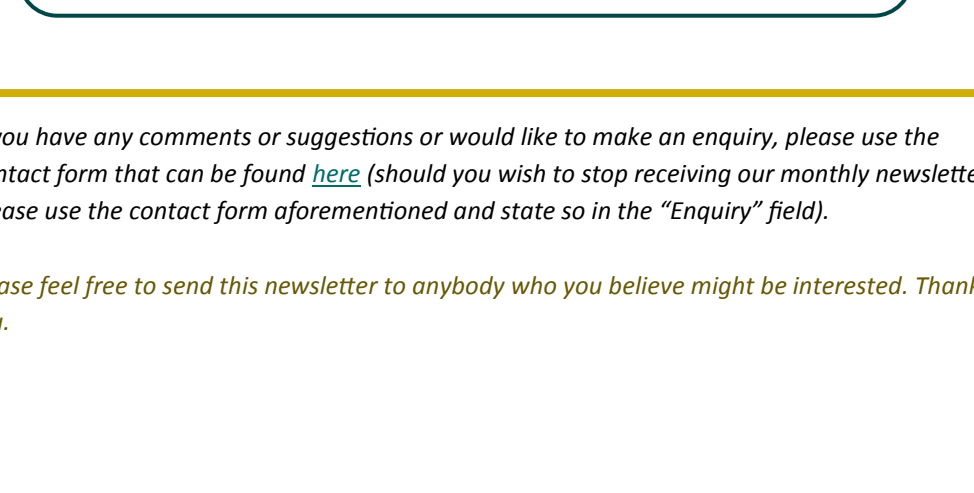 you have any comments or suggestions or would like to make an enquiry, please use the
ntact form that can be found here (should you wish to stop receiving our monthly newslette
ease use the contact form aforementioned and state so in the “Enquiry” field).
ase feel free to send this newsletter to anybody who you believe might be interested. Thank